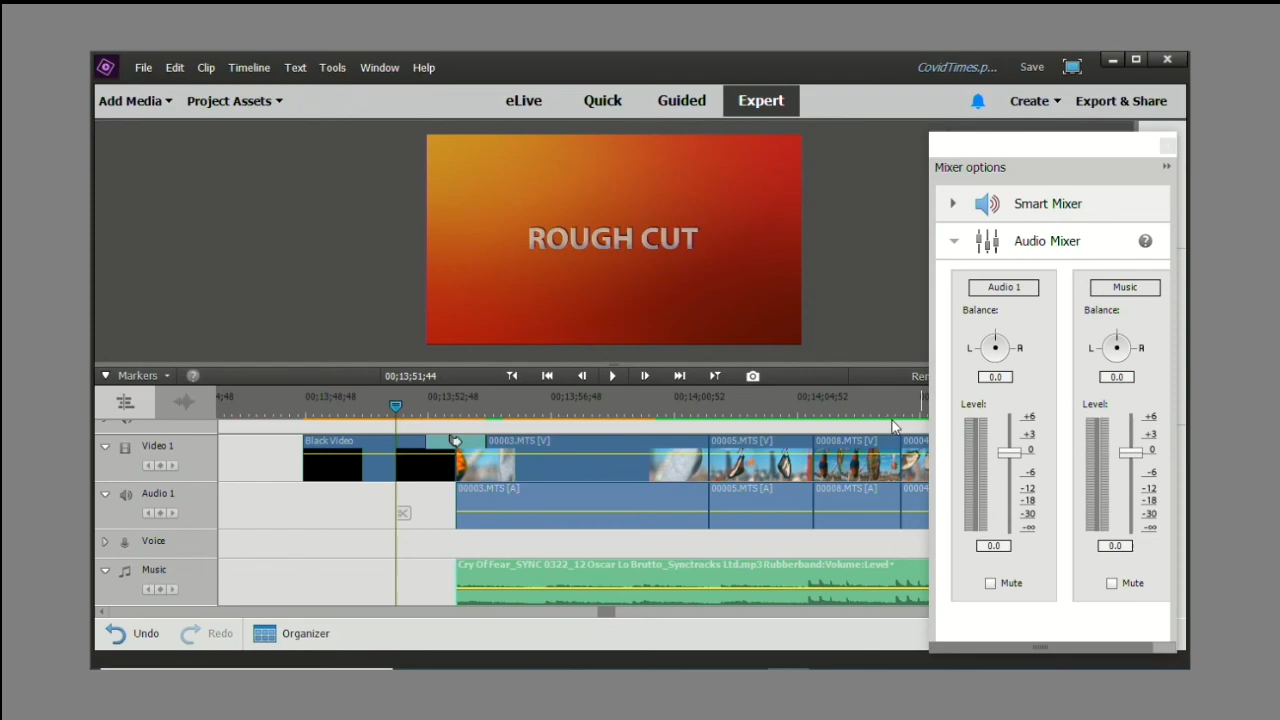 File Edit Clip Timeline Text Tools Window Help CovidTimes.p... Save
Add Media Project Assets eLive Quick Guided Expert Create Export & Share
ROUGH CUT
Mixer options
Smart Mixer
Audio Mixer
Audio 1 Music
Balance: Balance:
L R L R
0.0 0.0
Level: Level:
+6 +6
+3 +3
0 0
-6 -6
-12 -12
-18 -18
-30 -30
-∞ -∞
0.0 0.0
Mute Mute
Markers 00;13;51;44 Ren
4;48 00;13;48;48 00;13;52;48 00;13;56;48 00;14;00;52 00;14;04;52
Video 1 Black Video 00003.MTS [V] 00005.MTS [V] 00008.MTS [V] 00004
Audio 1 00003.MTS [A] 00005.MTS [A] 00008.MTS [A] 00004
Voice
Music Cry Of Fear_SYNC 0322_12 Oscar Lo Brutto_Synctracks Ltd.mp3 Rubberband:Volume:Level
Undo Redo Organizer